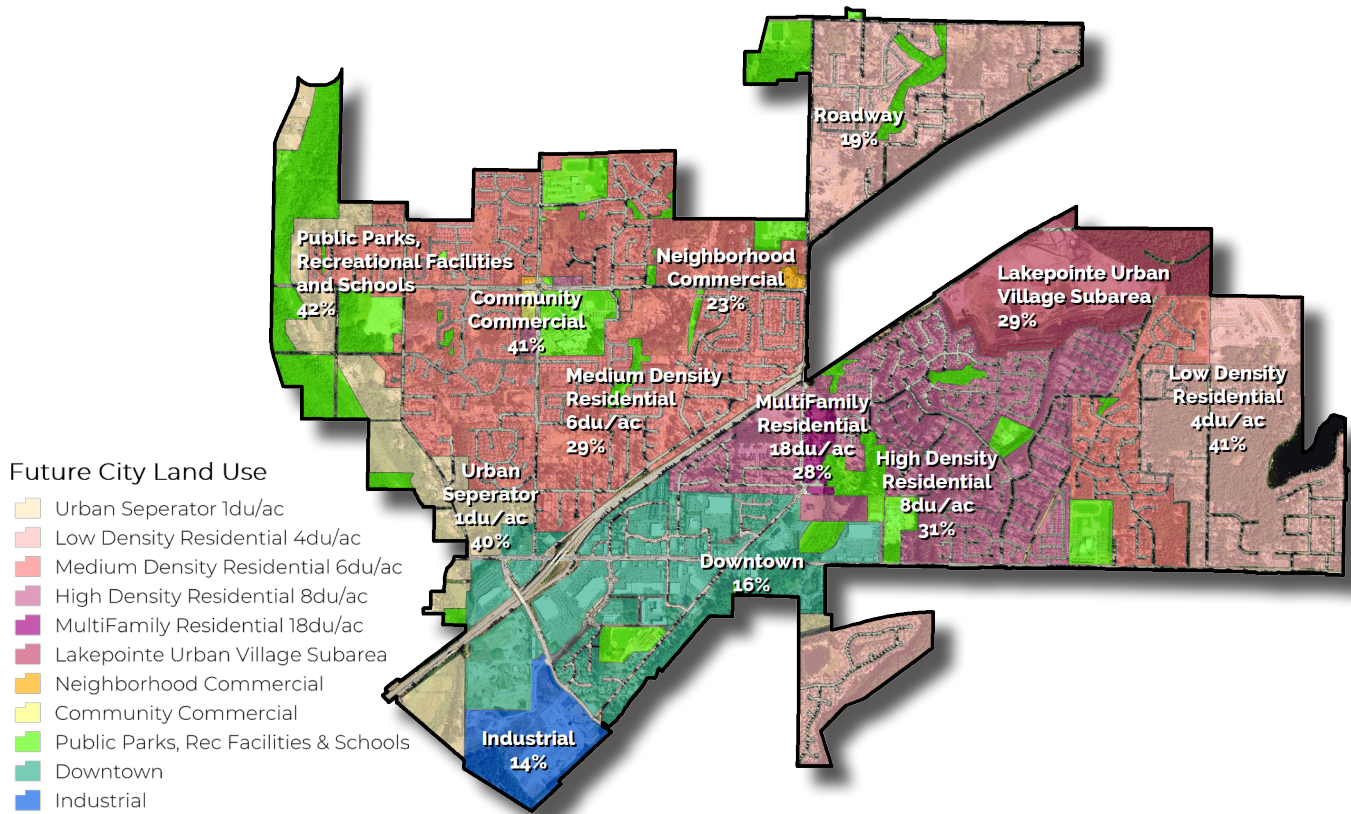 Roadway
19%
Public Parks,
Recreational Facilities
and Schools
42%
Neighborhood
Commercial
23%
Community
Commercial
41%
Lakepointe Urban
Village Subarea
29%
Medium Density
Residential
6du/ac
29%
MultiFamily
Residential
18du/ac
28%
Low Density
Residential
4du/ac
41%
High Density
Residential
8du/ac
31%
Urban
Seperator
1du/ac
40%
Downtown
16%
Industrial
14%
Future City Land Use
Urban Seperator 1du/ac
Low Density Residential 4du/ac
Medium Density Residential 6du/ac
High Density Residential 8du/ac
MultiFamily Residential 18du/ac
Lakepointe Urban Village Subarea
Neighborhood Commercial
Community Commercial
Public Parks, Rec Facilities & Schools
Downtown
Industrial